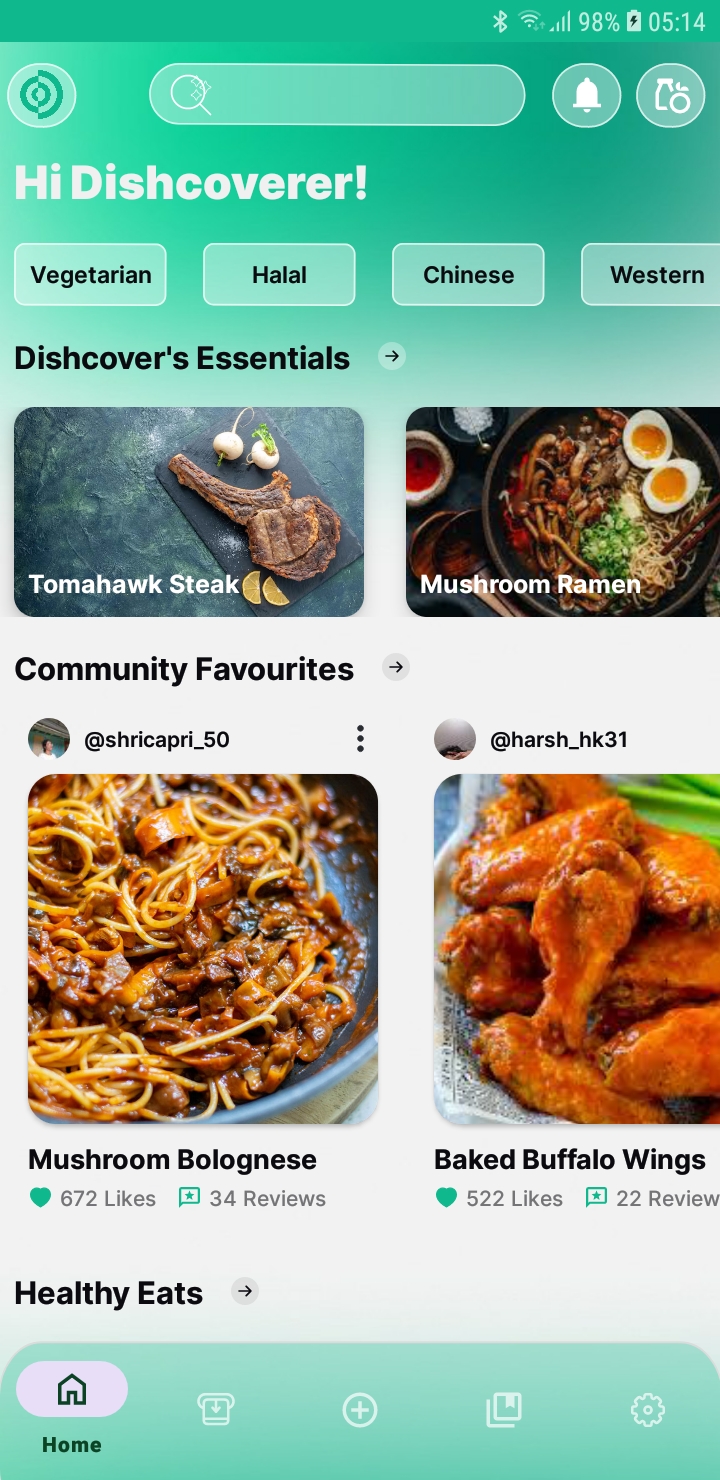 98% 05:14
Hi Dishcoverer!
Vegetarian Halal Chinese Western
Dishcover's Essentials
Tomahawk Steak Mushroom Ramen
Community Favourites
@shricapri_50 @harsh_hk31
Mushroom Bolognese Baked Buffalo Wings
672 Likes 34 Reviews 522 Likes 22 Review
Healthy Eats
Home